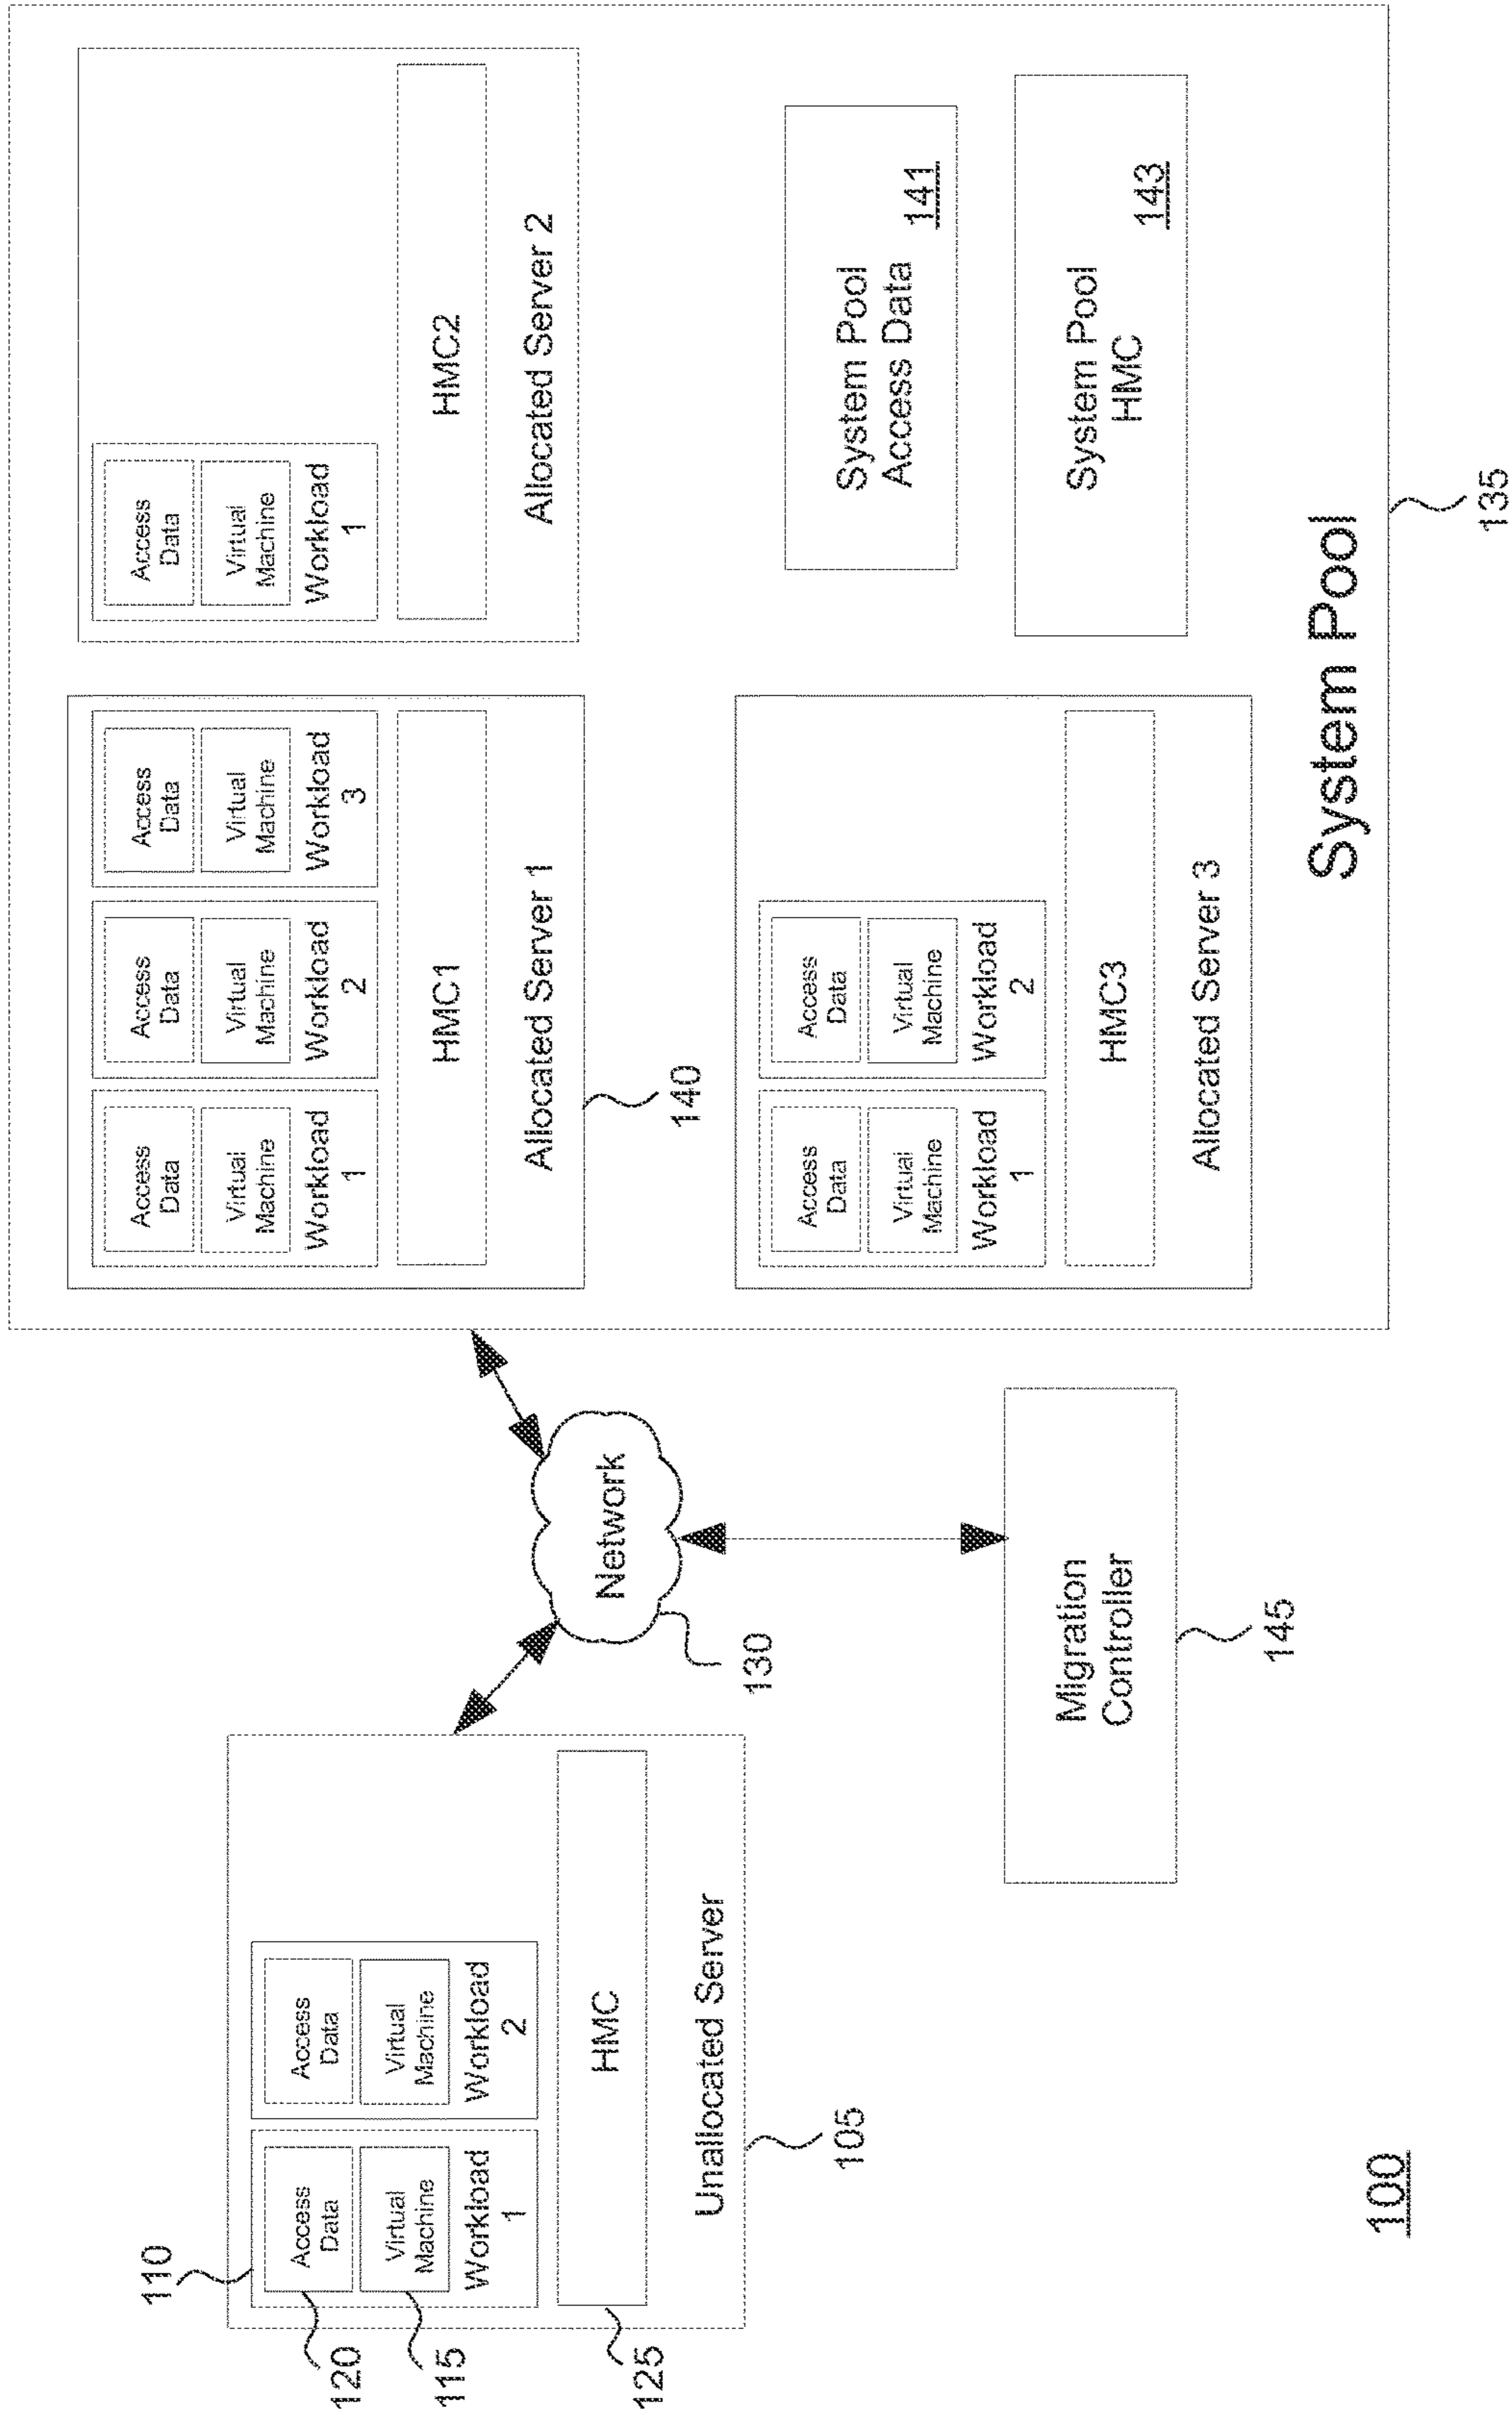 110
120
115
125
Access
Data
Virtual
Machine
Workload
1
Access
Data
Virtual
Machine
Workload
2
HMC
Unallocated Server
105
Network
130
Migration
Controller
145
Access
Data
Virtual
Machine
Workload
1
Access
Data
Virtual
Machine
Workload
2
Access
Data
Virtual
Machine
Workload
3
HMC1
Allocated Server 1
140
Access
Data
Virtual
Machine
Workload
1
HMC2
Allocated Server 2
Access
Data
Virtual
Machine
Workload
1
Access
Data
Virtual
Machine
Workload
2
HMC3
Allocated Server 3
System Pool
Access Data
141
System Pool
HMC
143
System Pool
135
100